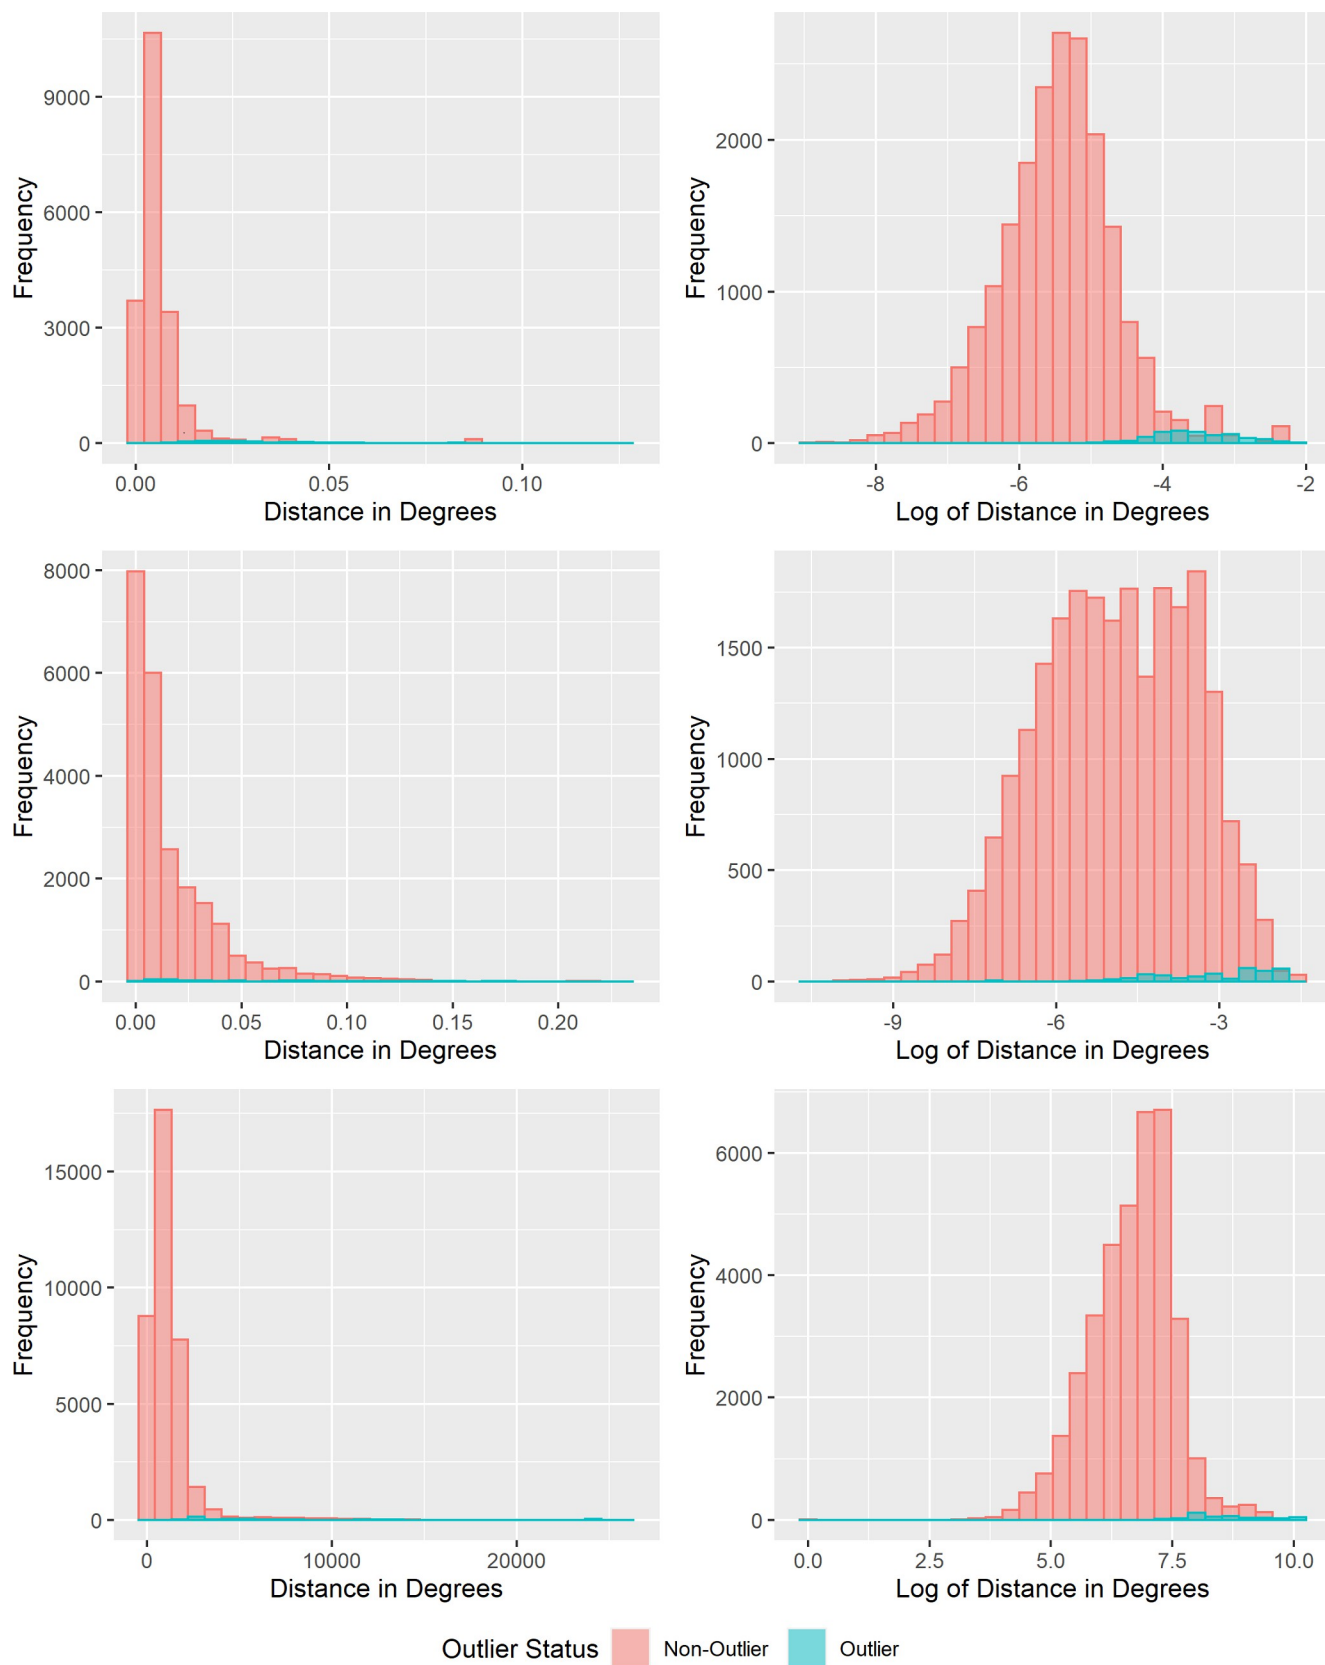 9000
6000
3000
0
Frequency
0.00 0.05 0.10
Distance in Degrees
2000
1000
0
Frequency
-8 -6 -4 -2
Log of Distance in Degrees
8000
6000
4000
2000
0
Frequency
0.00 0.05 0.10 0.15 0.20
Distance in Degrees
1500
1000
500
0
Frequency
-9 -6 -3
Log of Distance in Degrees
15000
10000
5000
0
Frequency
0 10000 20000
Distance in Degrees
6000
4000
2000
0
Frequency
0.0 2.5 5.0 7.5 10.0
Log of Distance in Degrees
Outlier Status Non-Outlier Outlier